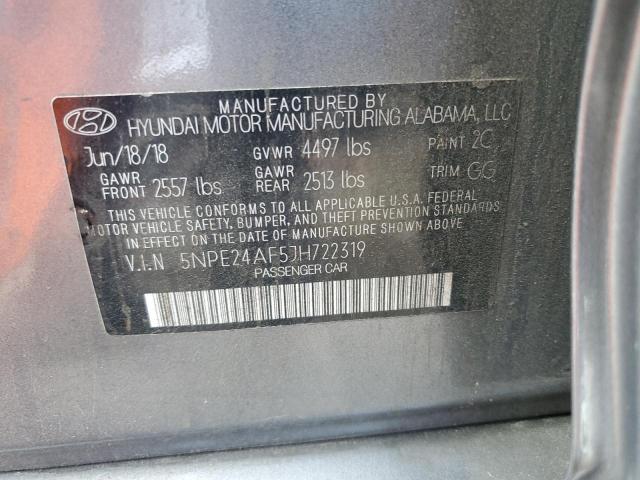 MANUFACTURED BY
HYUNDAI MOTOR MANUFACTURING ALABAMA, LLC
Jun/18/18 GVWR 4497 lbs PAINT 2C
GAWR FRONT 2557 lbs GAWR REAR 2513 lbs TRIM GG
THIS VEHICLE CONFORMS TO ALL APPLICABLE U.S.A. FEDERAL
MOTOR VEHICLE SAFETY, BUMPER, AND THEFT PREVENTION STANDARDS
IN EFFECT ON THE DATE OF MANUFACTURE SHOWN ABOVE.
V.I.N 5NPE24AF5JH722319
PASSENGER CAR